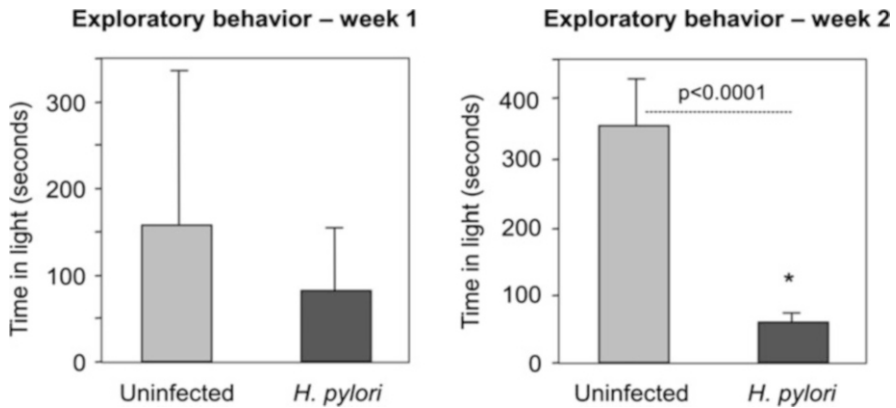 Exploratory behavior – week 1
Time in light (seconds)
300
200
100
0
Uninfected
H. pylori
Exploratory behavior – week 2
Time in light (seconds)
400
300
200
100
0
p<0.0001
*
Uninfected
H. pylori